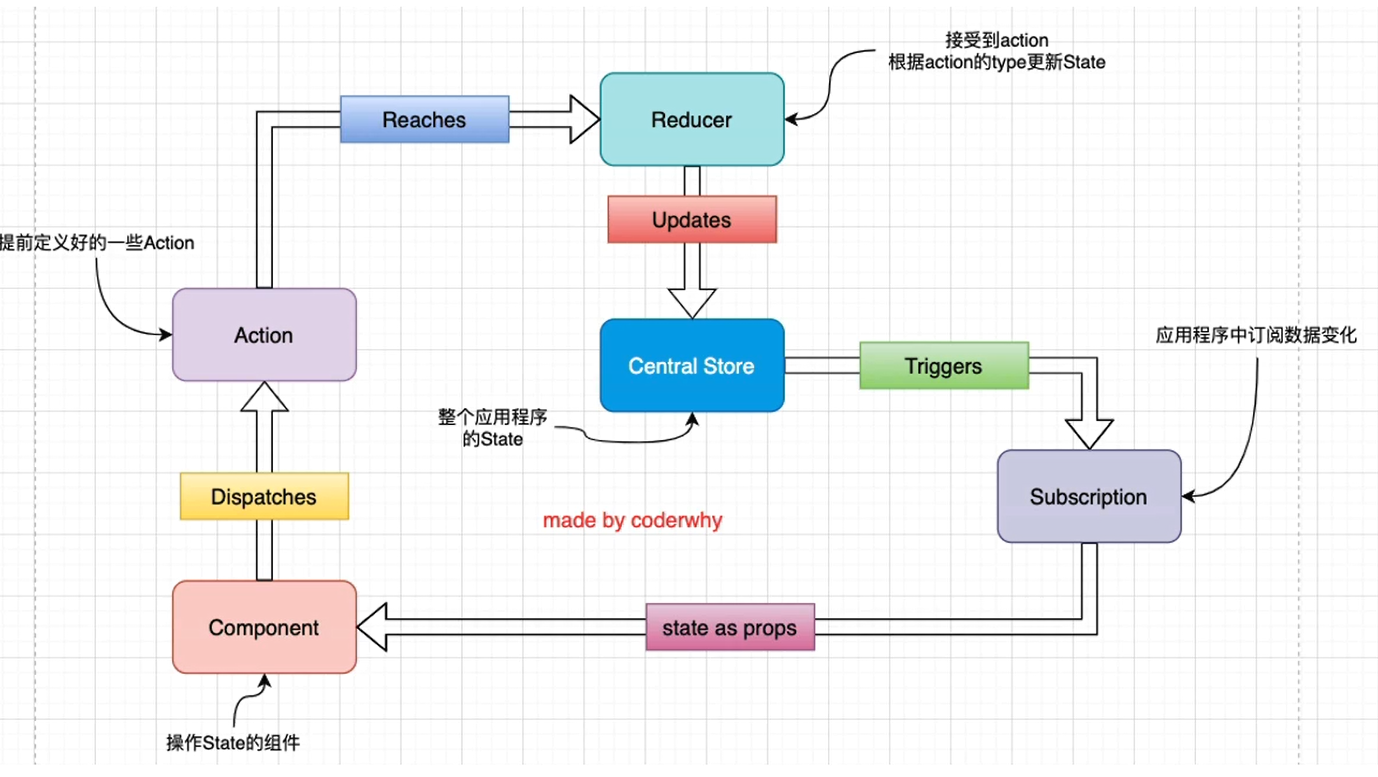 接受到action
根据action的type更新State
Reaches
Reducer
Updates
提前定义好的一些Action
Action
Central Store
Triggers
应用程序中订阅数据变化
整个应用程序
的State
Dispatches
made by coderwhy
Subscription
Component
state as props
操作State的组件